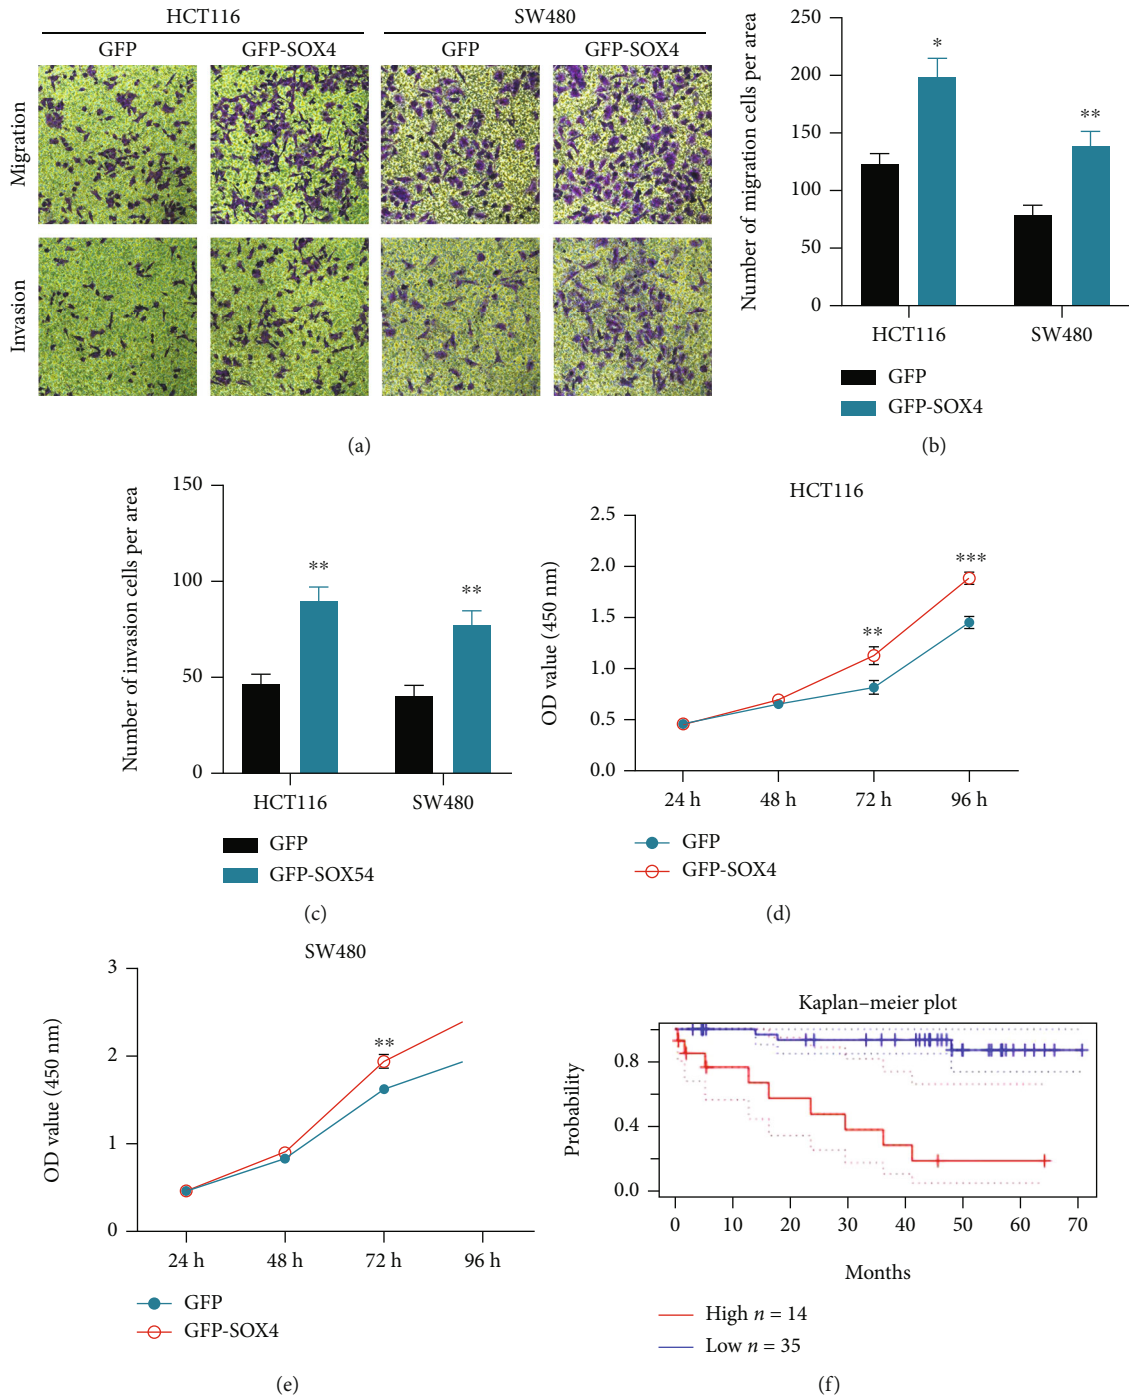 HCT116 SW480
GFP GFP-SOX4 GFP GFP-SOX4
Migration
Invasion
(a)
Number of migration cells per area
250
200
150
100
50
0
*
**
HCT116 SW480
GFP
GFP-SOX4
(b)
Number of invasion cells per area
150
100
50
0
**
**
HCT116 SW480
GFP
GFP-SOX54
(c)
HCT116
OD value (450 nm)
2.5
2.0
1.5
1.0
0.5
0.0
**
***
24 h 48 h 72 h 96 h
GFP
GFP-SOX4
(d)
SW480
OD value (450 nm)
3
2
1
0
**
24 h 48 h 72 h 96 h
GFP
GFP-SOX4
(e)
Kaplan–meier plot
Probability
0.8
0.4
0.0
0 10 20 30 40 50 60 70
Months
High n = 14
Low n = 35
(f)